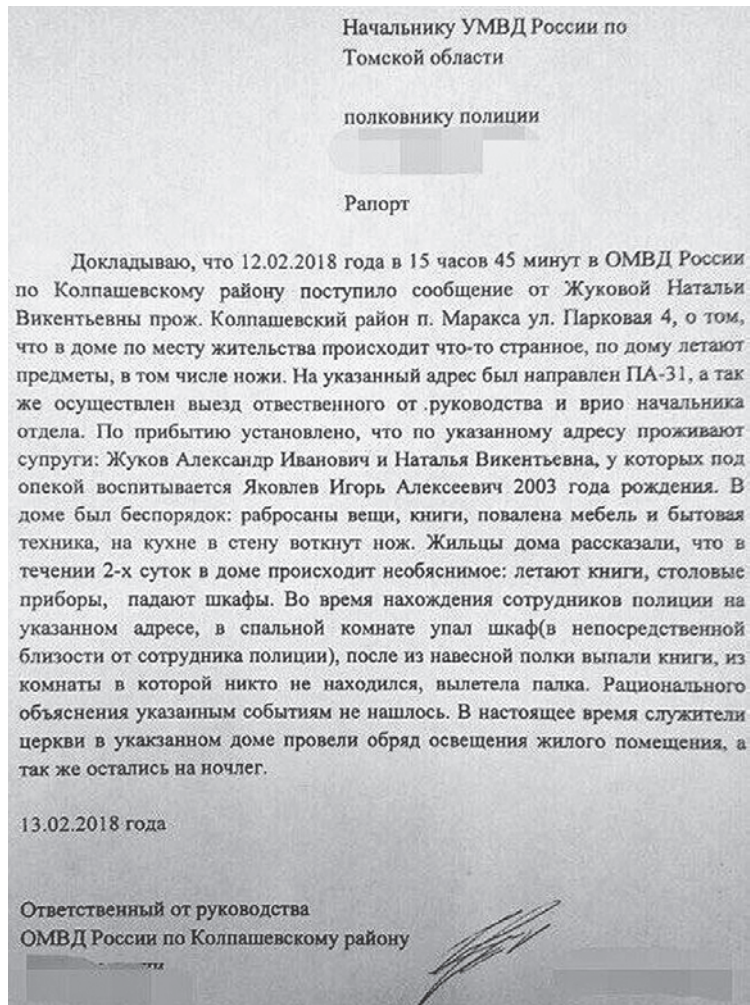 Начальнику УМВД России по
Томской области
полковнику полиции
Рапорт
Докладываю, что 12.02.2018 года в 15 часов 45 минут в ОМВД России
по Колпашевскому району поступило сообщение от Жуковой Натальи
Викентьевны прож. Колпашевский район п. Маракса ул. Парковая 4, о том,
что в доме по месту жительства происходит что-то странное, по дому летают
предметы, в том числе ножи. На указанный адрес был направлен ПА-31, а так
же осуществлен выезд отвественного от .руководства и врио начальника
отдела. По прибытию установлено, что по указанному адресу проживают
супруги: Жуков Александр Иванович и Наталья Викентьевна, у которых под
опекой воспитывается Яковлев Игорь Алексеевич 2003 года рождения. В
доме был беспорядок: рабросаны вещи, книги, повалена мебель и бытовая
техника, на кухне в стену воткнут нож. Жильцы дома рассказали, что в
течении 2-х суток в доме происходит необяснимое: летают книги, столовые
приборы, падают шкафы. Во время нахождения сотрудников полиции на
указанном адресе, в спальной комнате упал шкаф(в непосредственной
близости от сотрудника полиции), после из навесной полки выпали книги, из
комнаты в которой никто не находился, вылетела палка. Рационального
объяснения указанным событиям не нашлось. В настоящее время служители
церкви в укакзанном доме провели обряд освещения жилого помещения, а
так же остались на ночлег.
13.02.2018 года
Ответственный от руководства
ОМВД России по Колпашевскому району